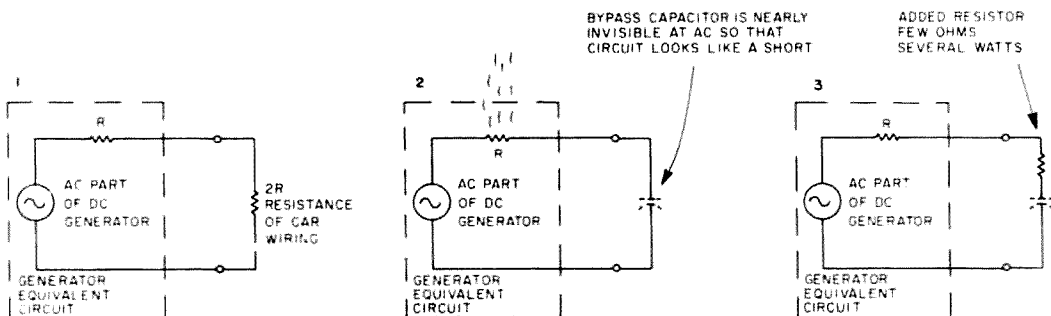 BYPASS CAPACITOR IS NEARLY
INVISIBLE AT AC SO THAT
CIRCUIT LOOKS LIKE A SHORT
ADDED RESISTOR
FEW OHMS
SEVERAL WATTS
1
R
AC PART
OF DC
GENERATOR
2R
RESISTANCE
OF CAR
WIRING
GENERATOR
EQUIVALENT
CIRCUIT
2
R
AC PART
OF DC
GENERATOR
GENERATOR
EQUIVALENT
CIRCUIT
3
R
AC PART
OF DC
GENERATOR
GENERATOR
EQUIVALENT
CIRCUIT